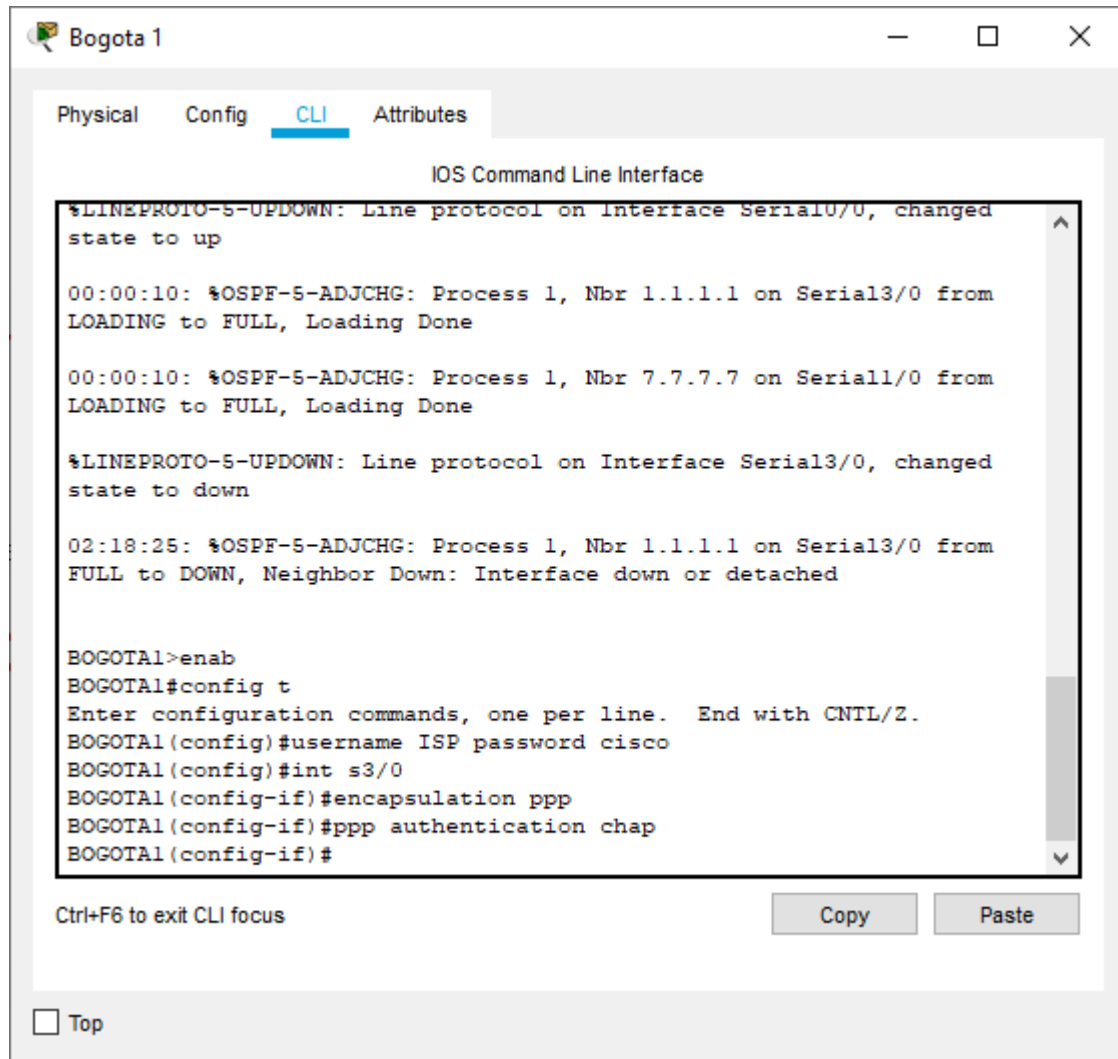 Bogota 1
Physical Config CLI Attributes
IOS Command Line Interface
%LINEPROTO-5-UPDOWN: Line protocol on Interface Serial0/0, changed
state to up
00:00:10: %OSPF-5-ADJCHG: Process 1, Nbr 1.1.1.1 on Serial3/0 from
LOADING to FULL, Loading Done
00:00:10: %OSPF-5-ADJCHG: Process 1, Nbr 7.7.7.7 on Serial1/0 from
LOADING to FULL, Loading Done
%LINEPROTO-5-UPDOWN: Line protocol on Interface Serial3/0, changed
state to down
02:18:25: %OSPF-5-ADJCHG: Process 1, Nbr 1.1.1.1 on Serial3/0 from
FULL to DOWN, Neighbor Down: Interface down or detached
BOGOTA1>enab
BOGOTA1#config t
Enter configuration commands, one per line.  End with CNTL/Z.
BOGOTA1(config)#username ISP password cisco
BOGOTA1(config)#int s3/0
BOGOTA1(config-if)#encapsulation ppp
BOGOTA1(config-if)#ppp authentication chap
BOGOTA1(config-if)#
Ctrl+F6 to exit CLI focus Copy Paste
Top